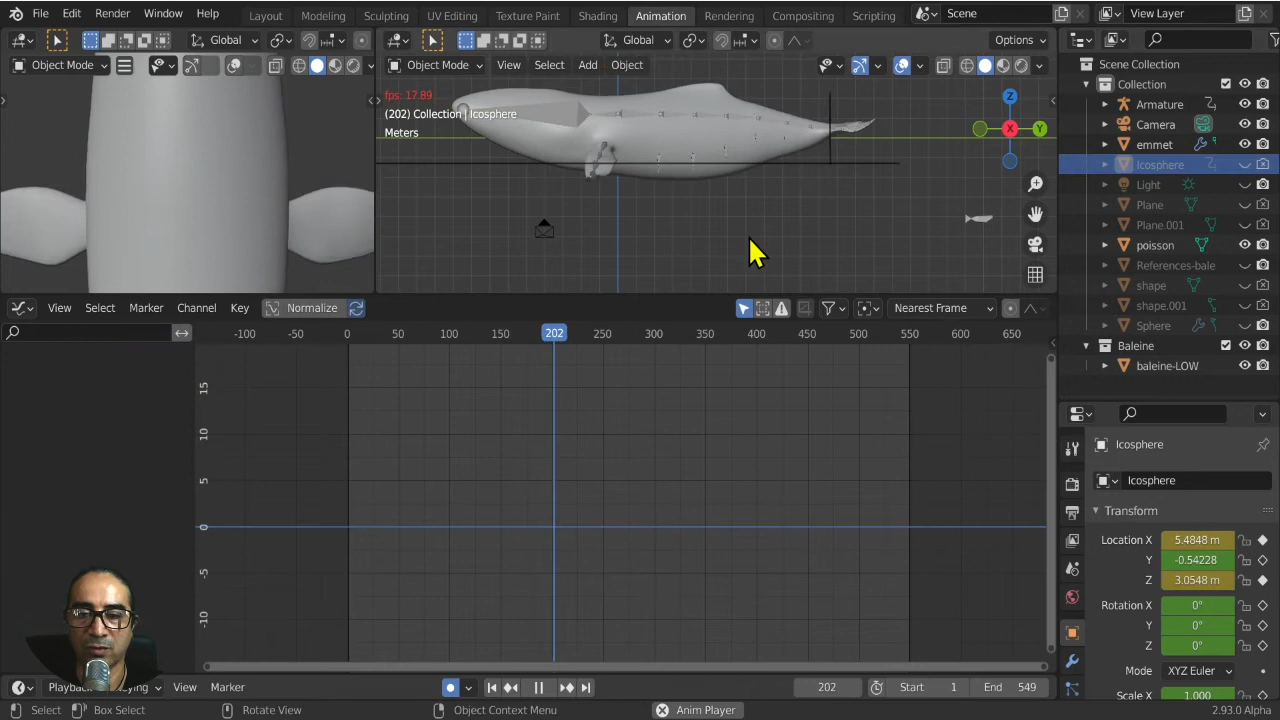 File Edit Render Window Help Layout Modeling Sculpting UV Editing Texture Paint Shading Animation Rendering Compositing Scripting Scene View Layer
Global Global Options
Object Mode Object Mode View Select Add Object
fps: 17.89
(202) Collection | Icosphere
Meters
Z
X
Y
Scene Collection
Collection
Armature
Camera
emmet
Icosphere
Light
Plane
Plane.001
poisson
References-bale
shape
shape.001
Sphere
Baleine
baleine-LOW
View Select Marker Channel Key Normalize Nearest Frame
-100 -50 0 50 100 150 202 250 300 350 400 450 500 550 600 650
15
10
5
0
-5
-10
Icosphere
Icosphere
Transform
Location X 5.4848 m
Y -0.54228
Z 3.0548 m
Rotation X 0°
Y 0°
Z 0°
Mode XYZ Euler
Scale X 1.000
Playback Keying View Marker 202 Start 1 End 549
Select Box Select Rotate View Object Context Menu Anim Player 2.93.0 Alpha